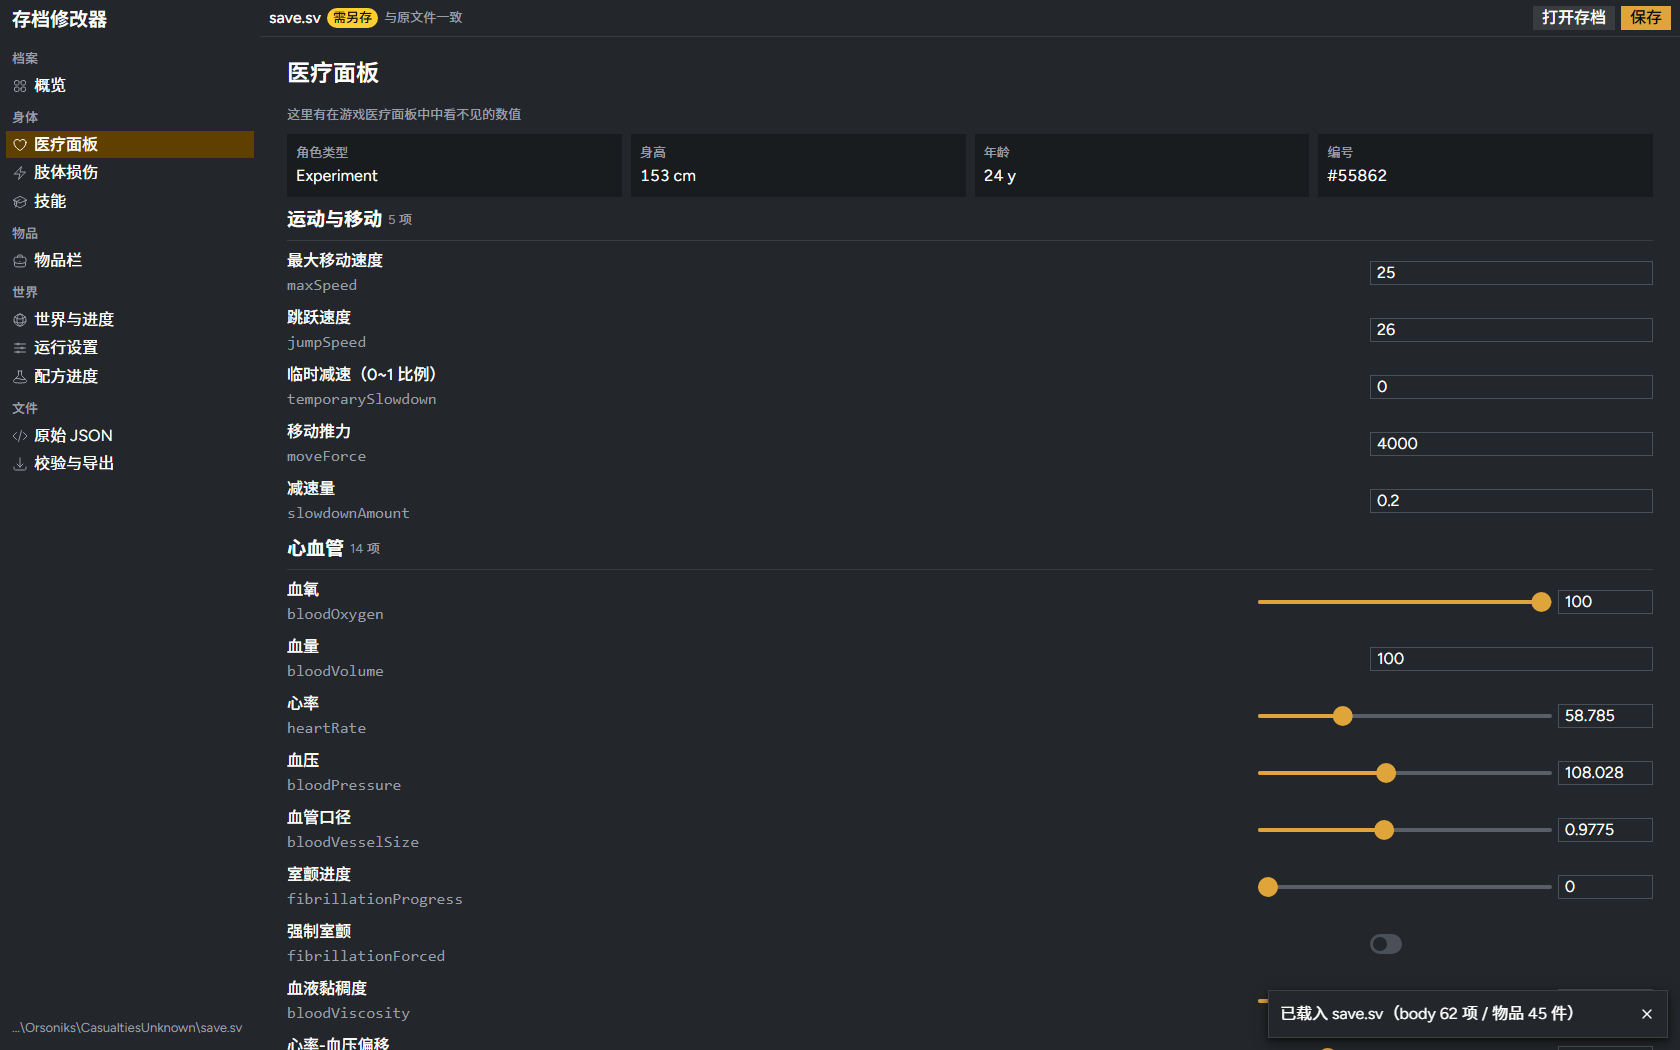 存档修改器
档案
概览
身体
医疗面板
肢体损伤
技能
物品
物品栏
世界
世界与进度
运行设置
配方进度
文件
原始 JSON
校验与导出
...\Orsoniks\CasualtiesUnknown\save.sv
save.sv 需另存 与原文件一致
打开存档 保存
医疗面板
这里有在游戏医疗面板中中看不见的数值
角色类型
Experiment
身高
153 cm
年龄
24 y
编号
#55862
运动与移动 5 项
最大移动速度
maxSpeed
25
跳跃速度
jumpSpeed
26
临时减速（0~1 比例）
temporarySlowdown
0
移动推力
moveForce
4000
减速量
slowdownAmount
0.2
心血管 14 项
血氧
bloodOxygen
100
血量
bloodVolume
100
心率
heartRate
58.785
血压
bloodPressure
108.028
血管口径
bloodVesselSize
0.9775
室颤进度
fibrillationProgress
0
强制室颤
fibrillationForced
血液黏稠度
bloodViscosity
心率-血压偏移
已载入 save.sv（body 62 项 / 物品 45 件）